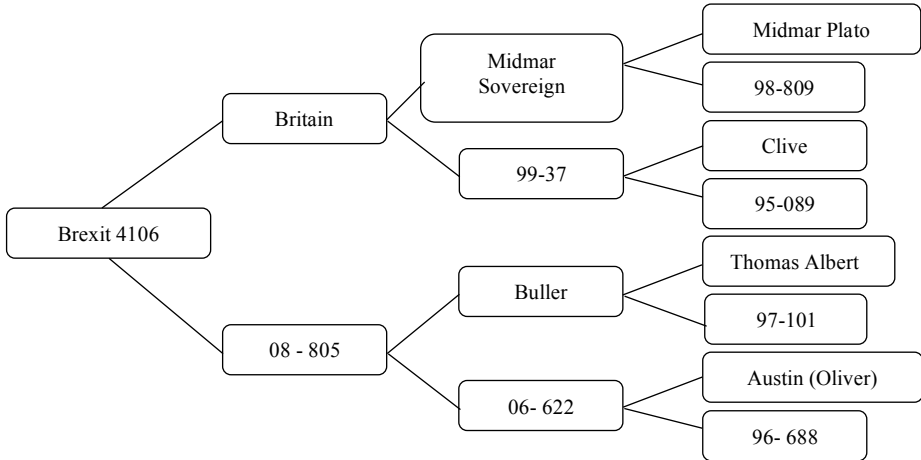 Midmar Plato
Midmar
Sovereign
98-809
Britain
Clive
99-37
95-089
Brexit 4106
Thomas Albert
Buller
97-101
08 - 805
Austin (Oliver)
06- 622
96- 688